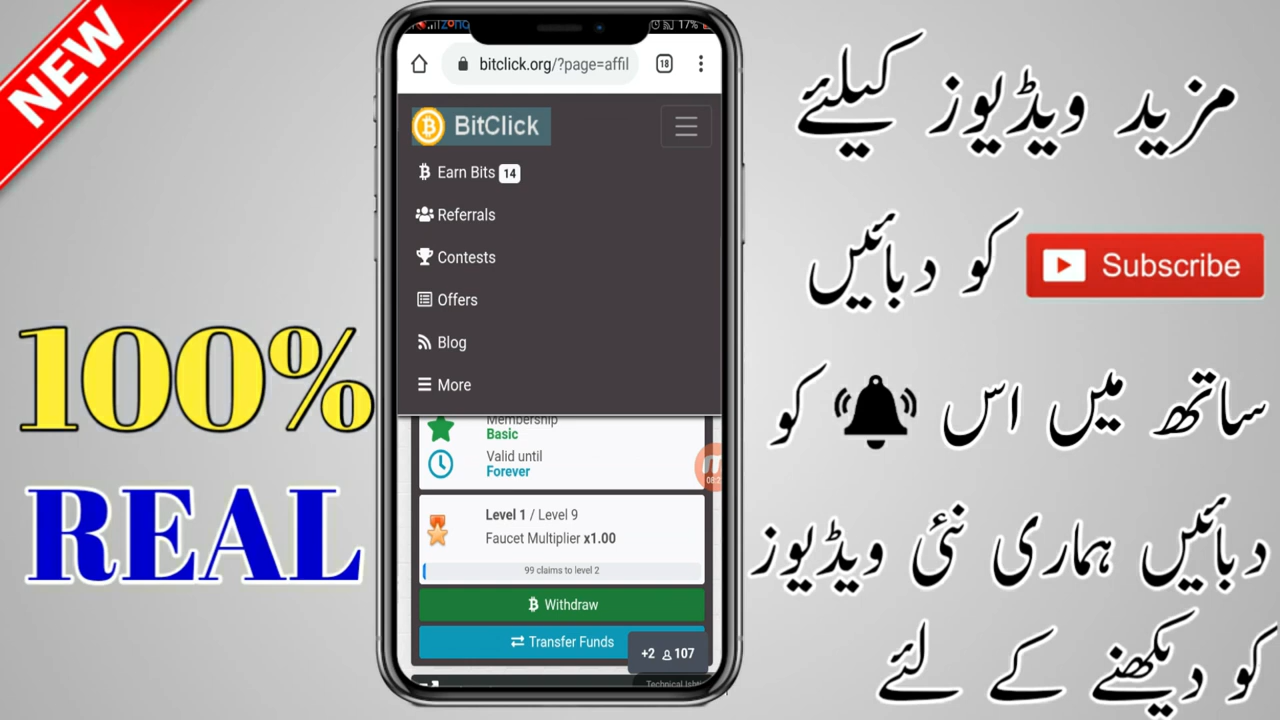 NEW
100%
REAL
17%
bitclick.org/?page=affil
18
BitClick
Earn Bits 14
Referrals
Contests
Offers
Blog
More
Membership
Basic
Valid until
Forever
Level 1 / Level 9
Faucet Multiplier x1.00
99 claims to level 2
Withdraw
Transfer Funds
+2 107
مزید ویڈیوز کیلئے
Subscribe کو دبائیں
ساتھ میں اس کو
دبائیں ہماری نئی ویڈیوز
کو دیکھنے کے لئے